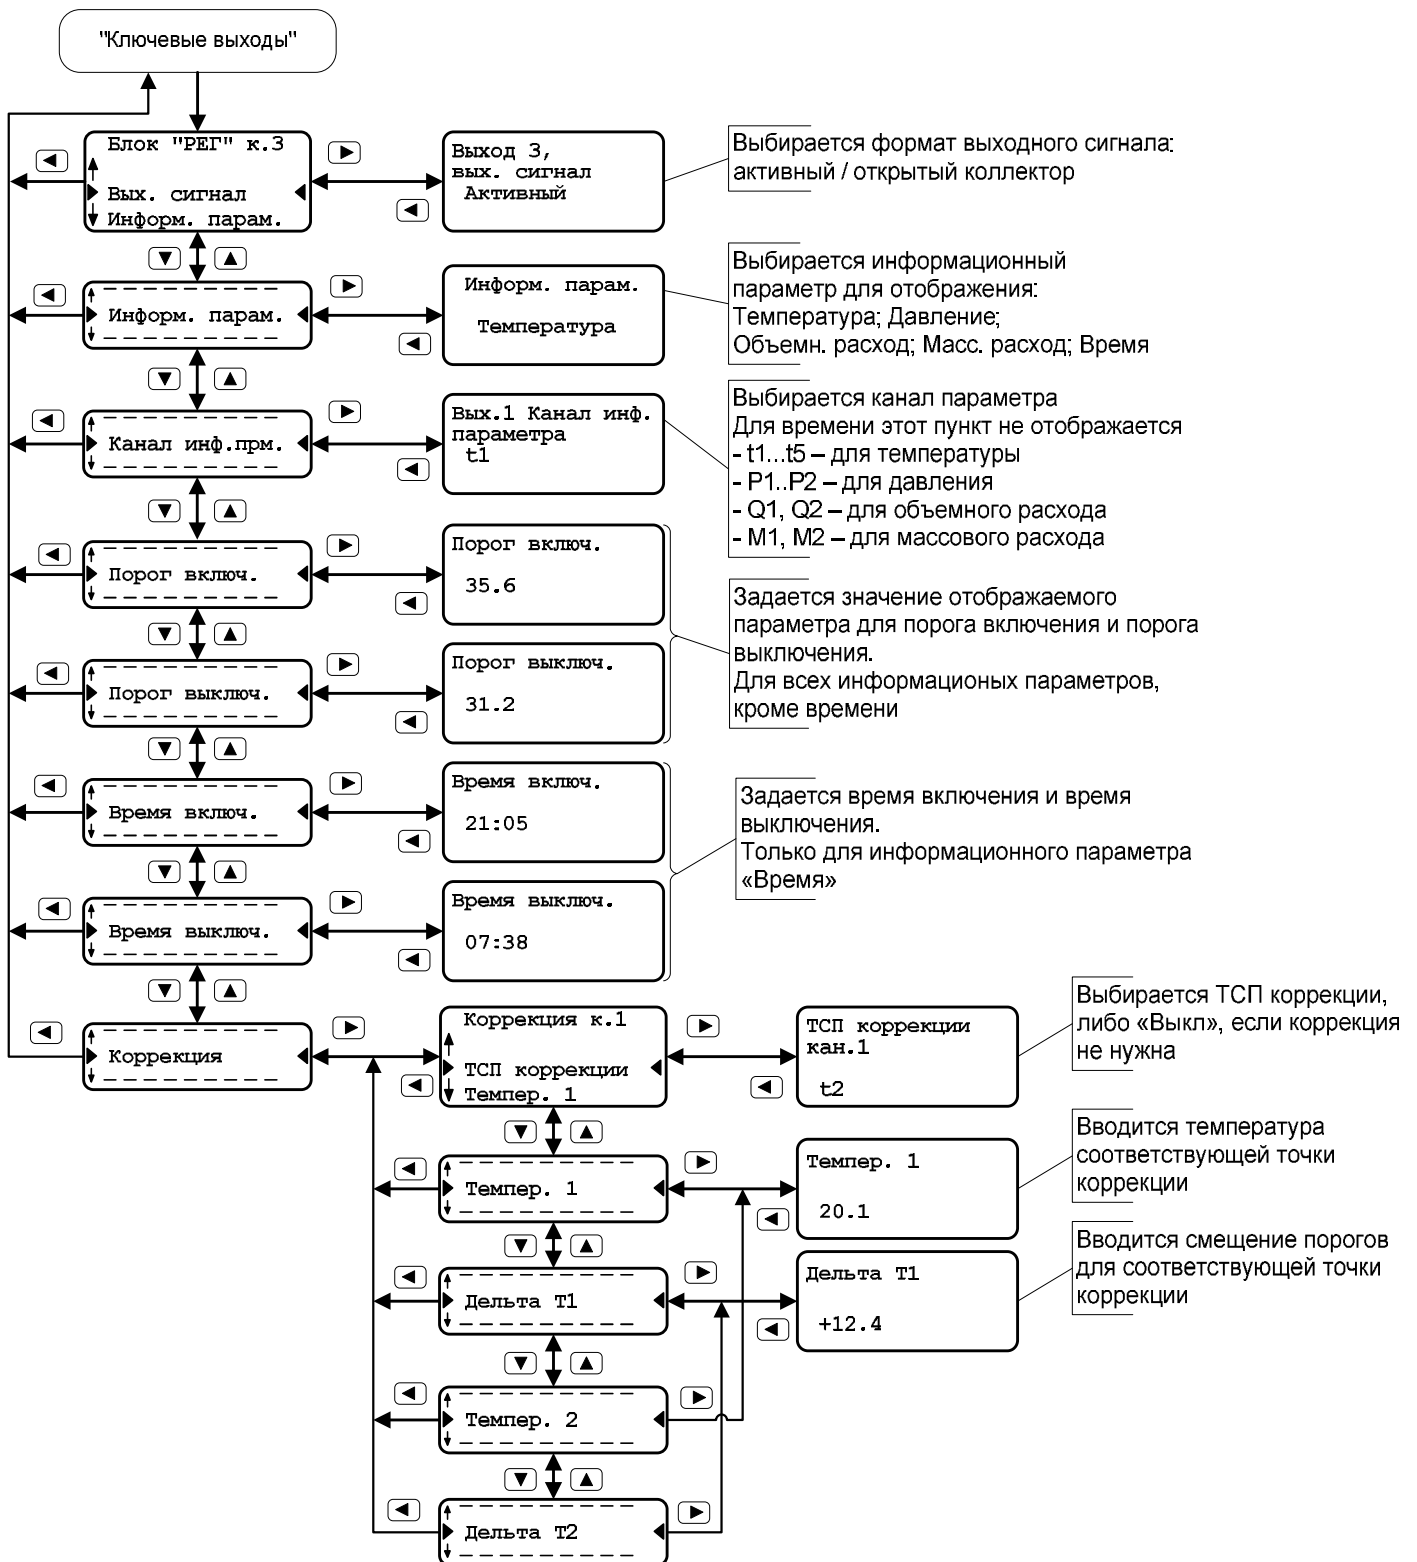 "Ключевые выходы"
Блок "РЕГ" к.3
Вых. сигнал
Информ. парам.
Выход 3,
вых. сигнал
Активный
Выбирается формат выходного сигнала:
активный / открытый коллектор
Информ. парам.
Информ. парам.
Температура
Выбирается информационный
параметр для отображения:
Температура; Давление;
Объемн. расход; Масс. расход; Время
Канал инф.прм.
Вых.1 Канал инф.
параметра
t1
Выбирается канал параметра
Для времени этот пункт не отображается
- t1...t5 – для температуры
- P1..P2 – для давления
- Q1, Q2 – для объемного расхода
- M1, M2 – для массового расхода
Порог включ.
Порог включ.
35.6
Порог выключ.
Порог выключ.
31.2
Задается значение отображаемого
параметра для порога включения и порога
выключения.
Для всех информационых параметров,
кроме времени
Время включ.
Время включ.
21:05
Время выключ.
Время выключ.
07:38
Задается время включения и время
выключения.
Только для информационного параметра
«Время»
Коррекция
Коррекция к.1
ТСП коррекции
Темпер. 1
ТСП коррекции
кан.1
t2
Выбирается ТСП коррекции,
либо «Выкл», если коррекция
не нужна
Темпер. 1
Темпер. 1
20.1
Вводится температура
соответствующей точки
коррекции
Дельта Т1
Дельта Т1
+12.4
Вводится смещение порогов
для соответствующей точки
коррекции
Темпер. 2
Дельта Т2